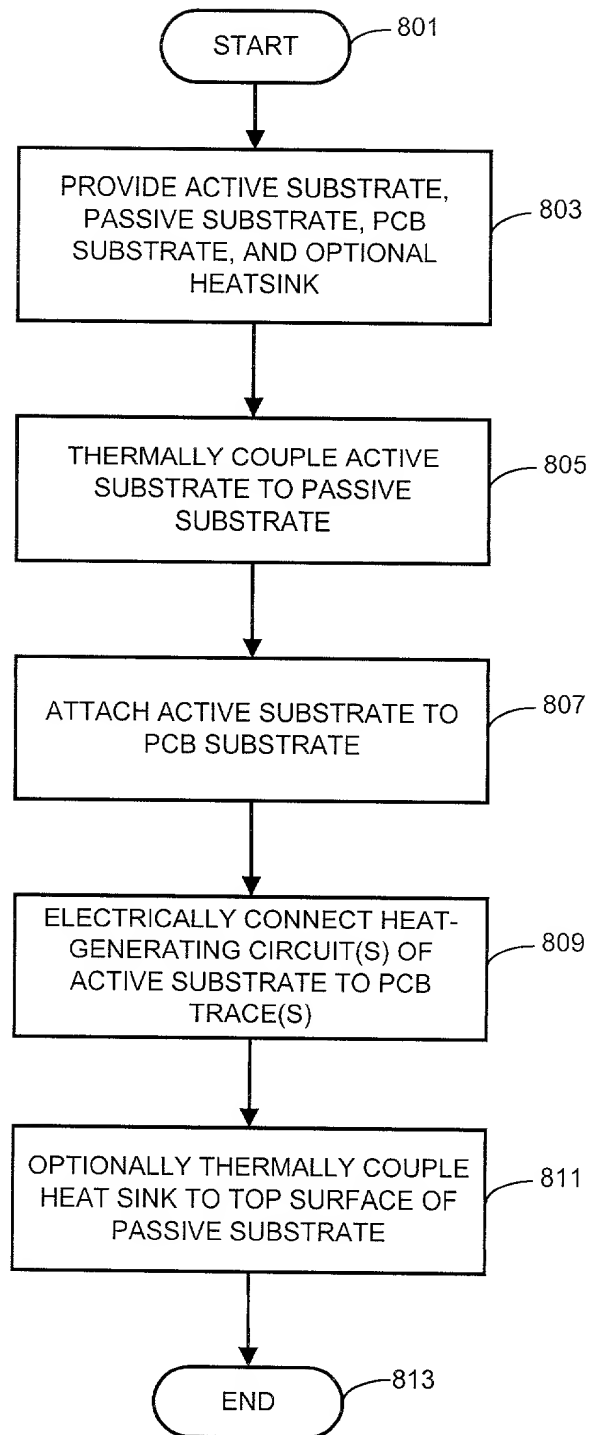 START
801
PROVIDE ACTIVE SUBSTRATE,
PASSIVE SUBSTRATE, PCB
SUBSTRATE, AND OPTIONAL
HEATSINK
803
THERMALLY COUPLE ACTIVE
SUBSTRATE TO PASSIVE
SUBSTRATE
805
ATTACH ACTIVE SUBSTRATE TO
PCB SUBSTRATE
807
ELECTRICALLY CONNECT HEAT-
GENERATING CIRCUIT(S) OF
ACTIVE SUBSTRATE TO PCB
TRACE(S)
809
OPTIONALLY THERMALLY COUPLE
HEAT SINK TO TOP SURFACE OF
PASSIVE SUBSTRATE
811
END
813